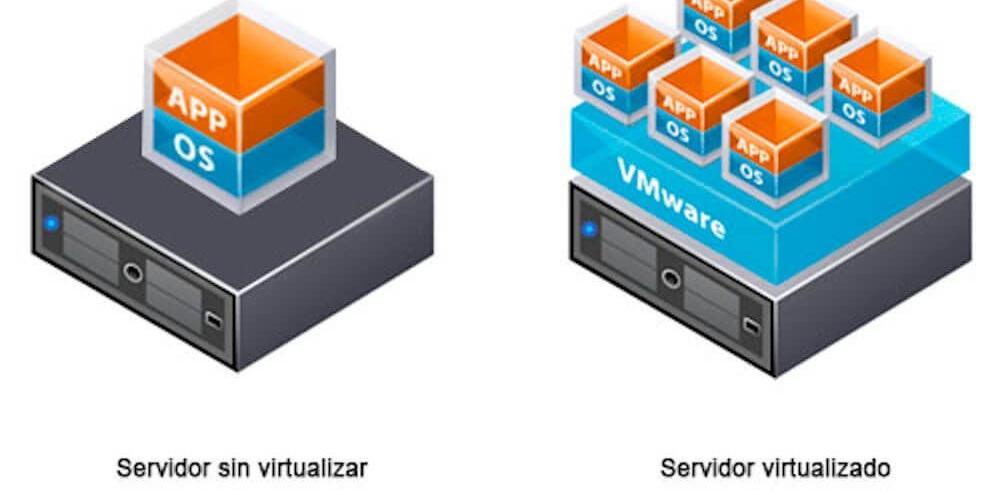 APP
OS
APP
OS
APP
OS
APP
OS
APP
OS
APP
OS
APP
OS
VMware
Servidor sin virtualizar
Servidor virtualizado